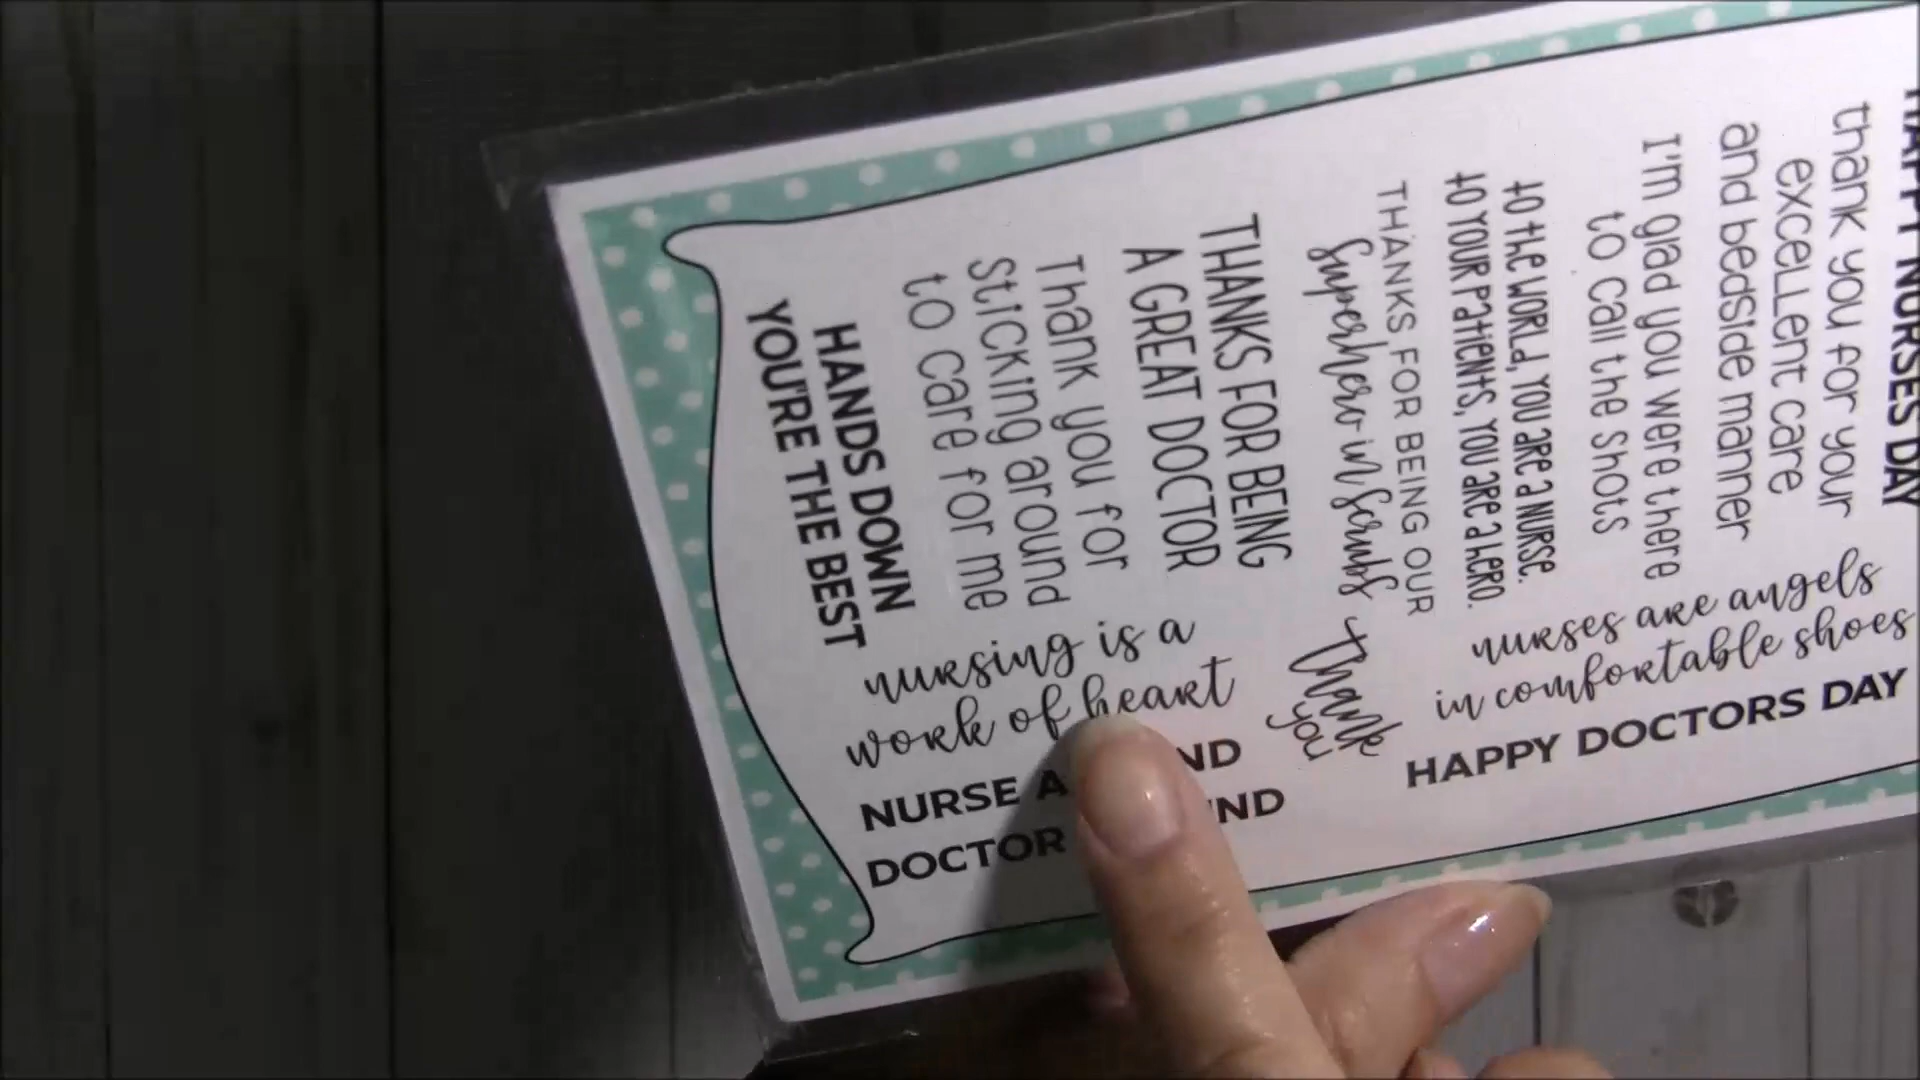 HAPPY NURSES DAY
thank you for your
excellent care
and bedside manner
I'm glad you were there
to call the shots
to the world, you are a nurse.
to your patients, you are a hero.
THANKS FOR BEING OUR
superhero in scrubs
THANKS FOR BEING
A GREAT DOCTOR
Thank you for
sticking around
to care for me
HANDS DOWN
YOU'RE THE BEST
nursing is a
work of heart
NURSE
DOCTOR
thank
you
nurses are angels
in comfortable shoes
HAPPY DOCTORS DAY